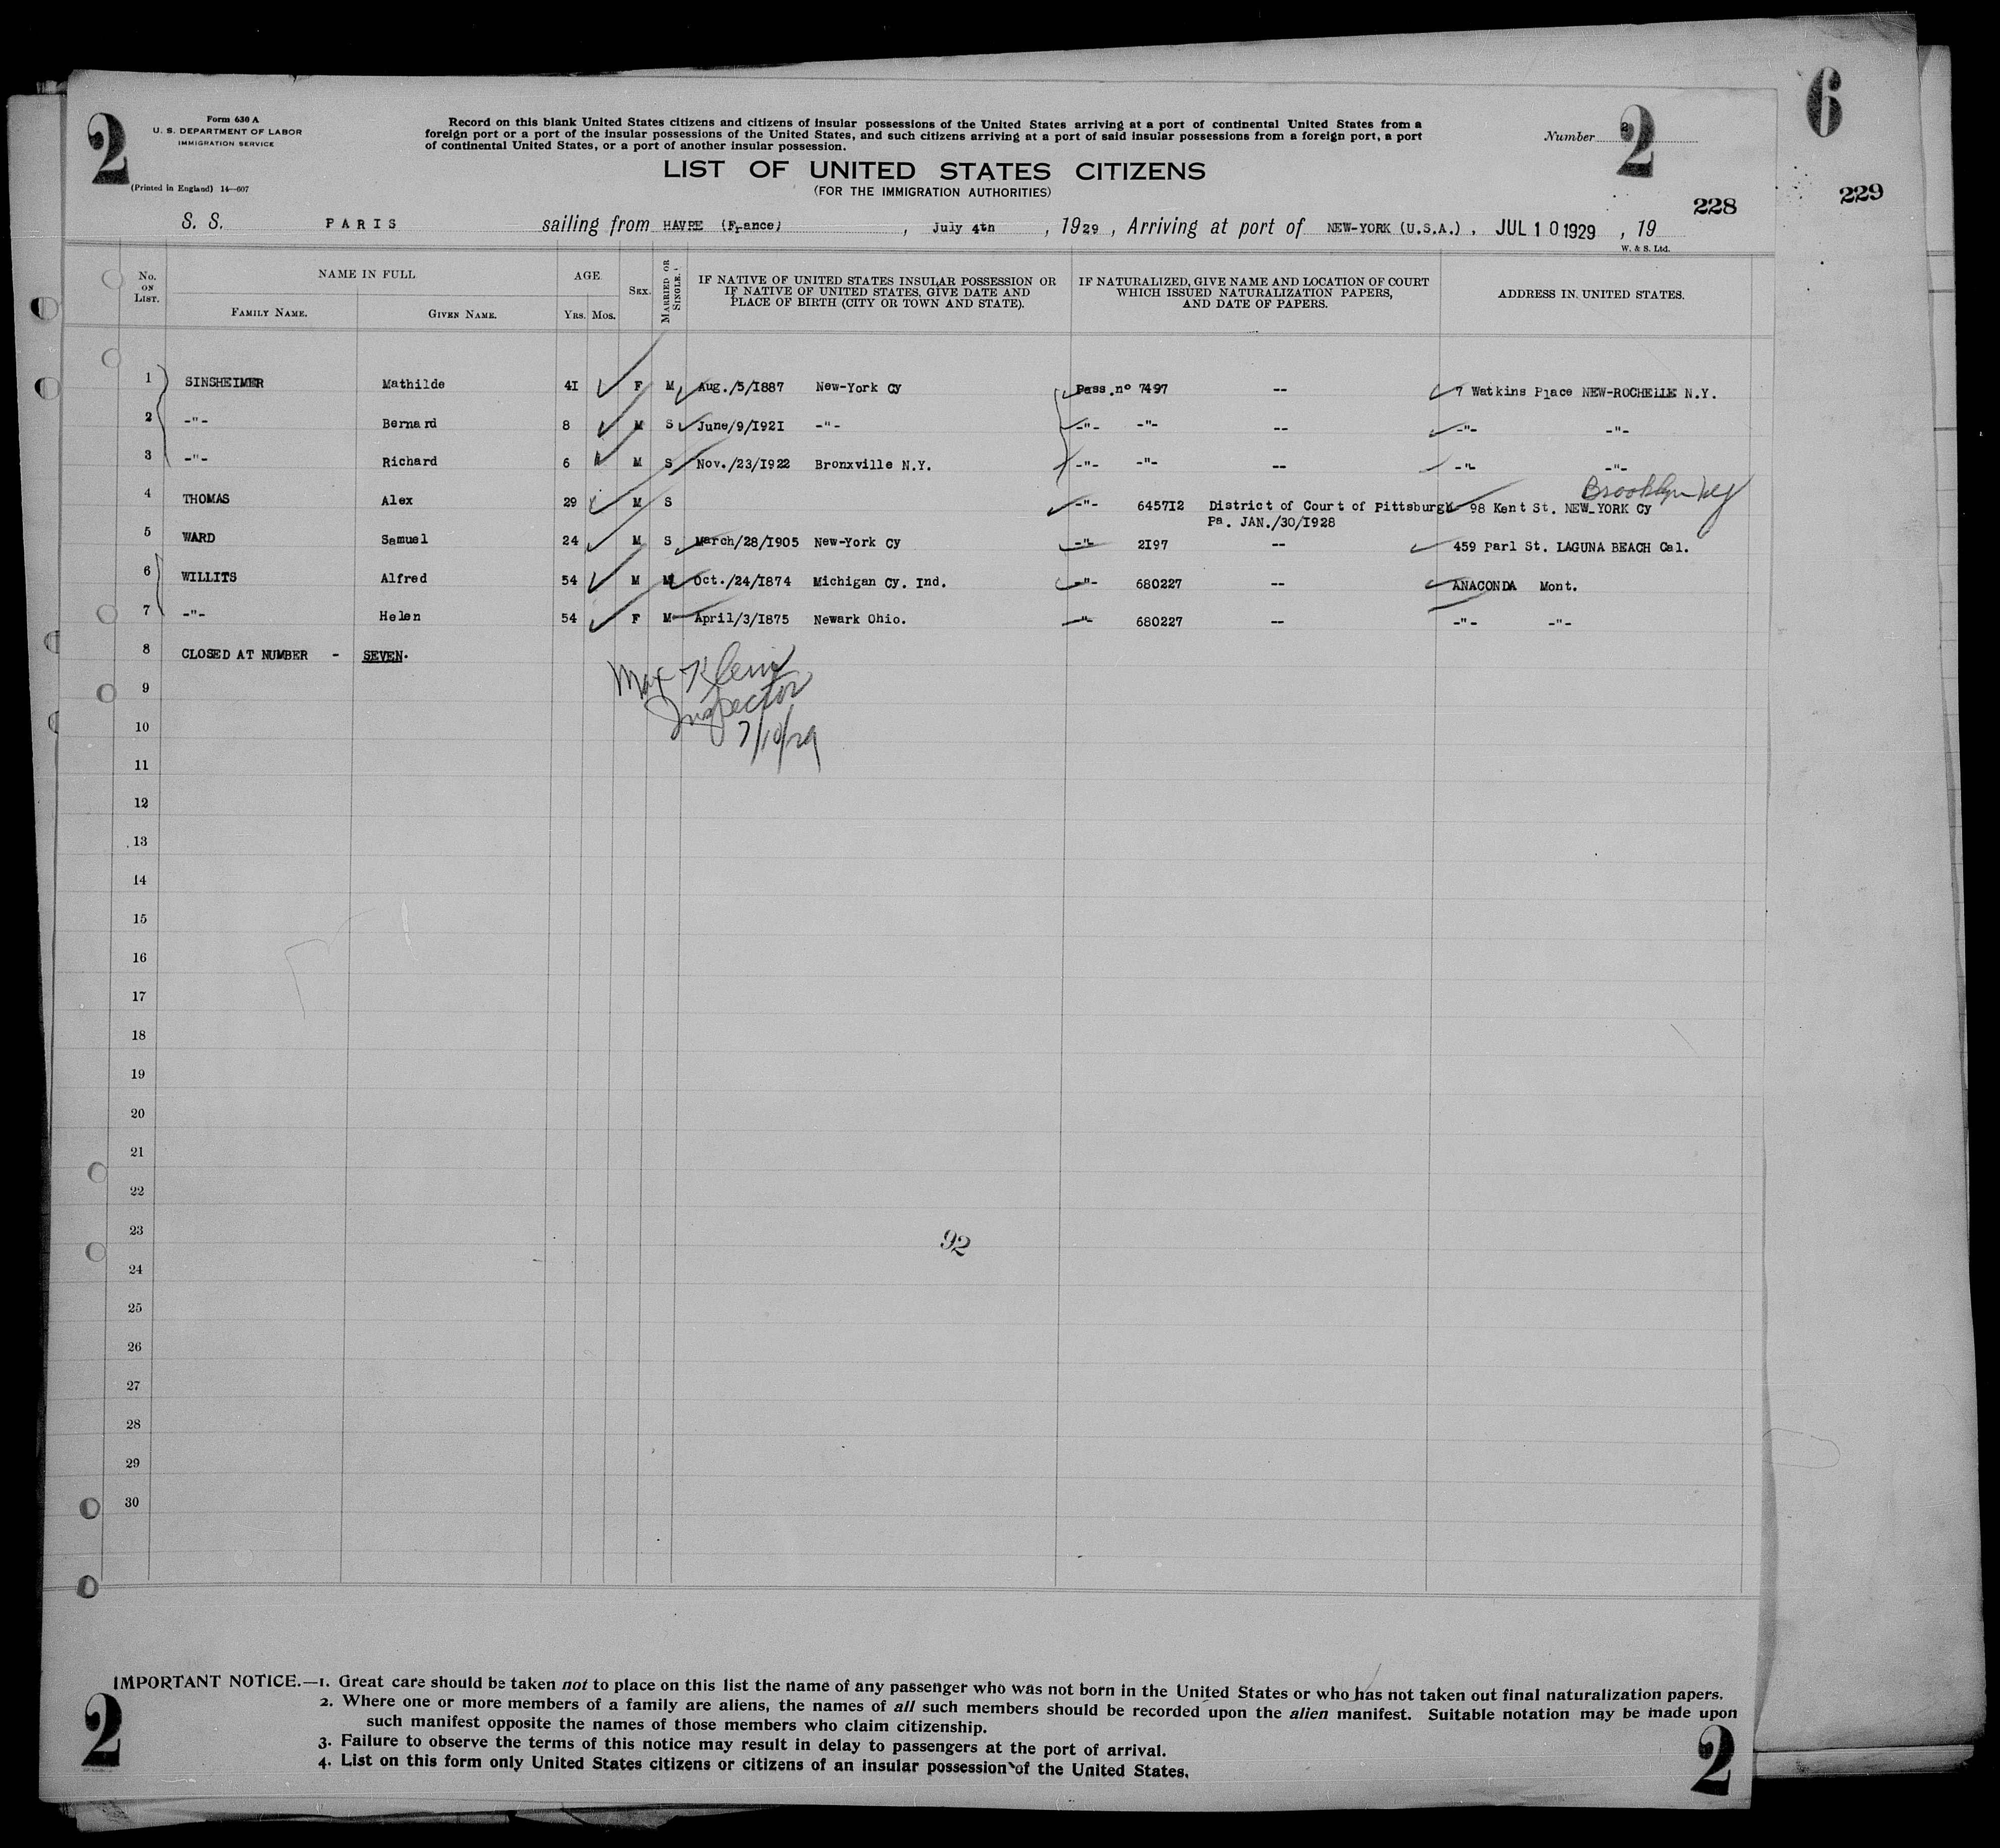 2
Form 630 A
U. S. DEPARTMENT OF LABOR
IMMIGRATION SERVICE
(Printed in England) 14—607
Record on this blank United States citizens and citizens of insular possessions of the United States arriving at a port of continental United States from a
foreign port or a port of the insular possessions of the United States, and such citizens arriving at a port of said insular possessions from a foreign port, a port
of continental United States, or a port of another insular possession.
LIST OF UNITED STATES CITIZENS
(FOR THE IMMIGRATION AUTHORITIES)
Number 2
6
228
229
S. S. PARIS sailing from HAVRE (France), July 4th, 1929, Arriving at port of NEW-YORK (U.S.A.), JUL 10 1929, 19
W. & S. Ltd.
No. ON LIST.
NAME IN FULL
FAMILY NAME. GIVEN NAME.
AGE
YRS. MOS.
SEX.
MARRIED OR SINGLE.
IF NATIVE OF UNITED STATES INSULAR POSSESSION OR
IF NATIVE OF UNITED STATES, GIVE DATE AND
PLACE OF BIRTH (CITY OR TOWN AND STATE).
IF NATURALIZED, GIVE NAME AND LOCATION OF COURT
WHICH ISSUED NATURALIZATION PAPERS,
AND DATE OF PAPERS.
ADDRESS IN UNITED STATES.
1 SINSHEIMER Mathilde 4I F M Aug./5/I887 New-York Cy Pass.n° 7497 -- 7 Watkins Place NEW-ROCHELLE N.Y.
2 -"- Bernard 8 M S June/9/I92I -"- -"- -"- -- -"- -"-
3 -"- Richard 6 M S Nov./23/I922 Bronxville N.Y. -"- -"- -- -"- -"-
Brooklyn NY
4 THOMAS Alex 29 M S -"- 6457I2 District of Court of Pittsburgh 98 Kent St. NEW-YORK Cy
Pa. JAN./30/I928
5 WARD Samuel 24 M S March/28/I905 New-York Cy -"- 2I97 -- 459 Parl St. LAGUNA BEACH Cal.
6 WILLITS Alfred 54 M M Oct./24/I874 Michigan Cy. Ind. -"- 680227 -- ANACONDA Mont.
7 -"- Helen 54 F M April/3/I875 Newark Ohio. -"- 680227 -- -"- -"-
8 CLOSED AT NUMBER - SEVEN.
Max Klein
Inspector
7/10/29
9
10
11
12
13
14
15
16
17
18
19
20
21
22
23
92
24
25
26
27
28
29
30
IMPORTANT NOTICE.—1. Great care should be taken not to place on this list the name of any passenger who was not born in the United States or who has not taken out final naturalization papers.
2. Where one or more members of a family are aliens, the names of all such members should be recorded upon the alien manifest. Suitable notation may be made upon
such manifest opposite the names of those members who claim citizenship.
3. Failure to observe the terms of this notice may result in delay to passengers at the port of arrival.
4. List on this form only United States citizens or citizens of an insular possession of the United States.
2
2